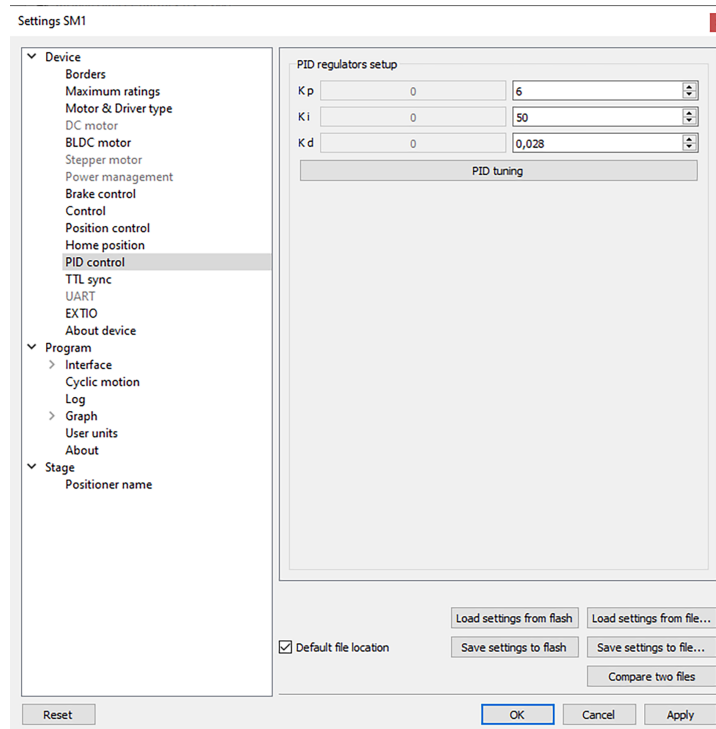 Settings SM1
Device
Borders
Maximum ratings
Motor & Driver type
DC motor
BLDC motor
Stepper motor
Power management
Brake control
Control
Position control
Home position
PID control
TTL sync
UART
EXTIO
About device
Program
Interface
Cyclic motion
Log
Graph
User units
About
Stage
Positioner name
PID regulators setup
Kp 0 6
Ki 0 50
Kd 0 0,028
PID tuning
Load settings from flash Load settings from file...
Default file location Save settings to flash Save settings to file...
Compare two files
Reset OK Cancel Apply